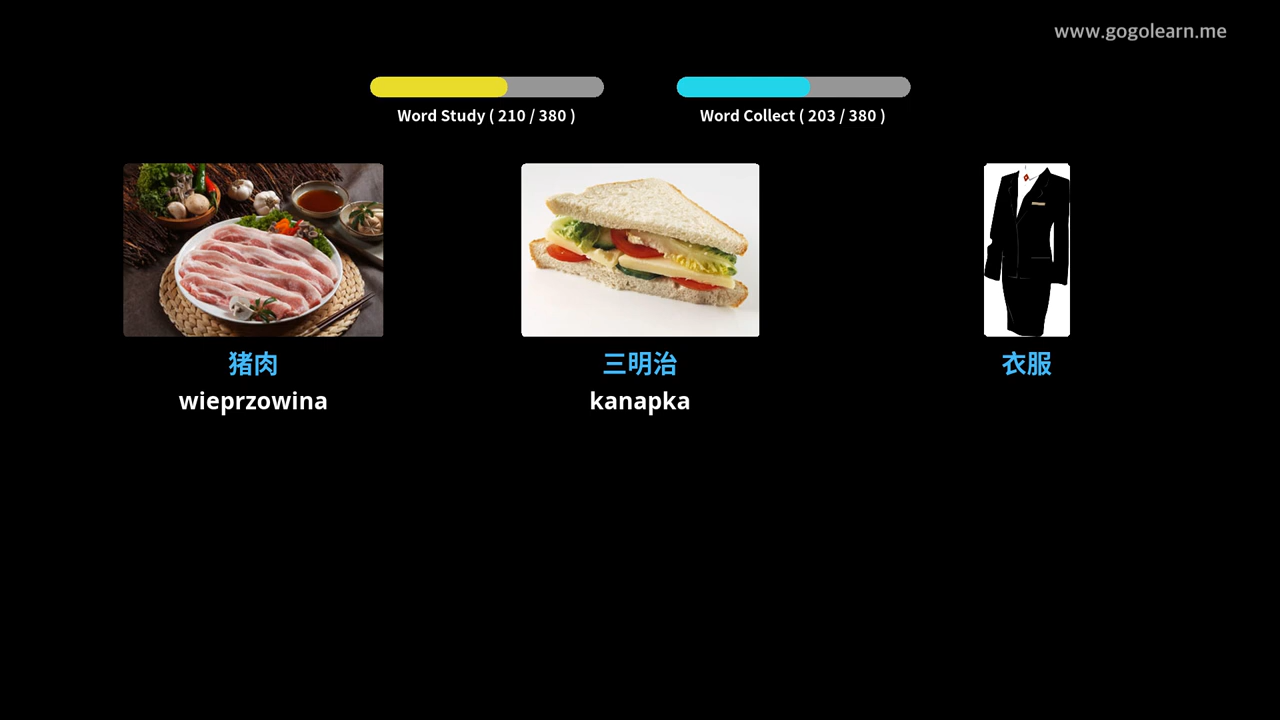 www.gogolearn.me
Word Study ( 210 / 380 )
Word Collect ( 203 / 380 )
猪肉
wieprzowina
三明治
kanapka
衣服